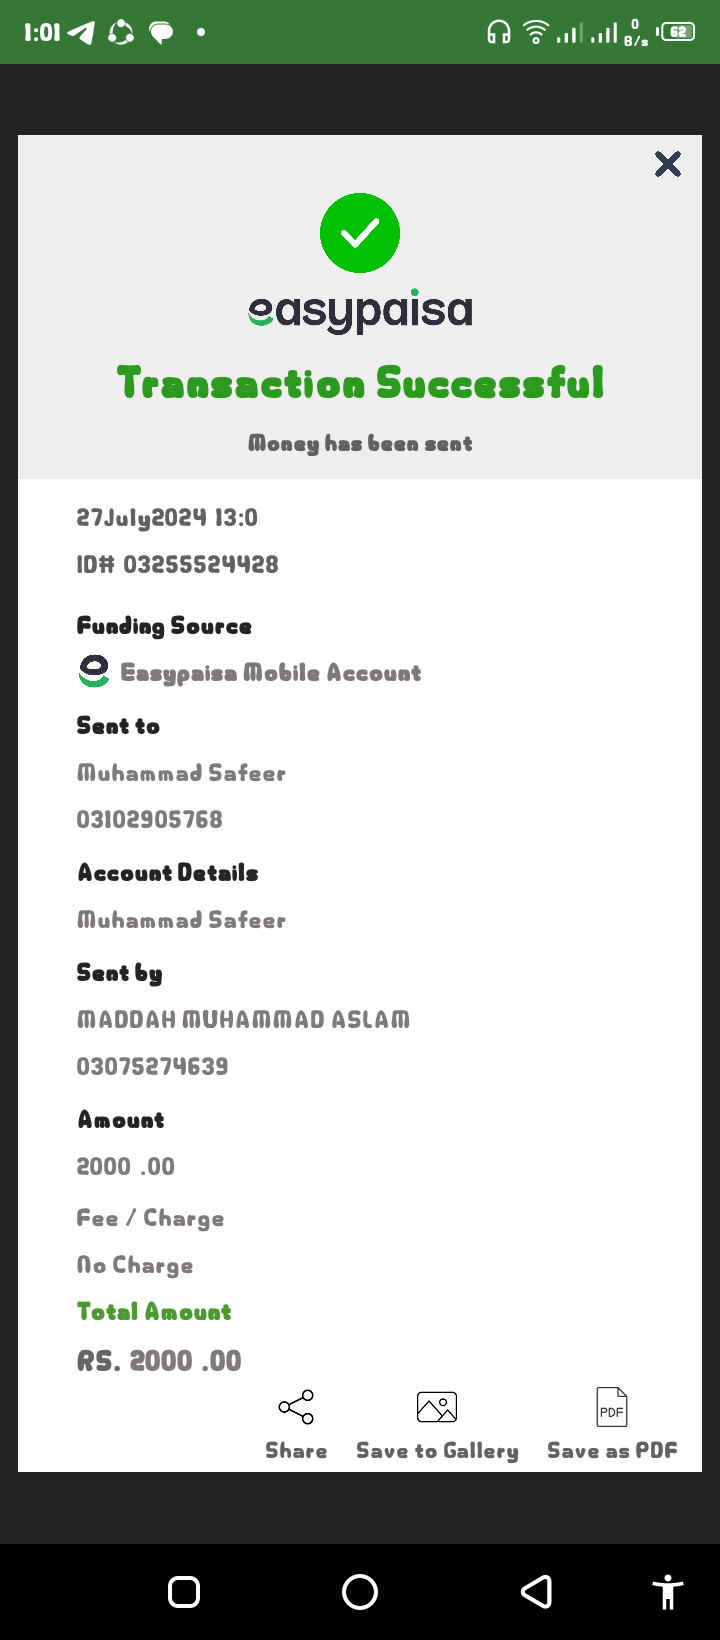 1:01
0
B/s
62
easypaisa
Transaction Successful
Money has been sent
27July2024 13:0
ID# 03255524428
Funding Source
Easypaisa Mobile Account
Sent to
Muhammad Safeer
03102905768
Account Details
Muhammad Safeer
Sent by
MADDAH MUHAMMAD ASLAM
03075274639
Amount
2000 .00
Fee / Charge
No Charge
Total Amount
RS. 2000 .00
PDF
Share
Save to Gallery
Save as PDF